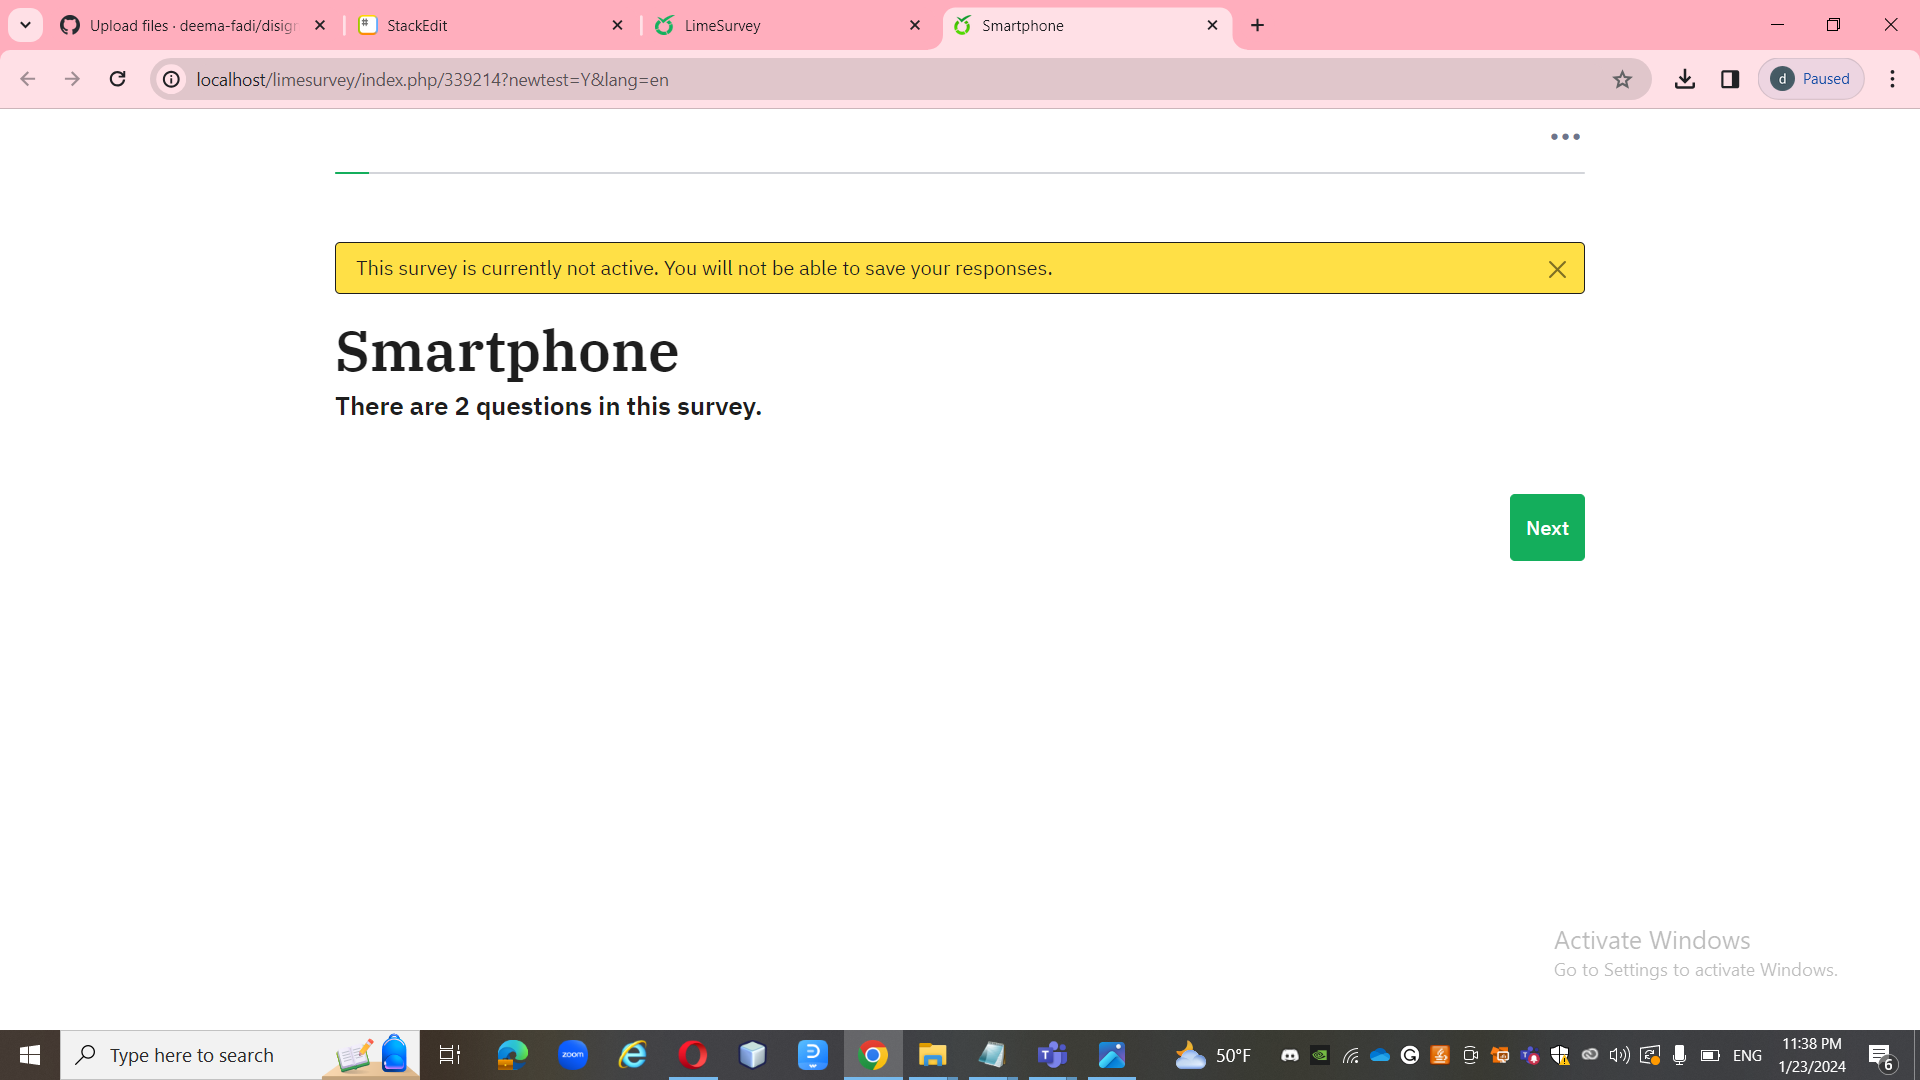 Upload files · deema-fadi/disign
StackEdit
LimeSurvey
Smartphone
localhost/limesurvey/index.php/339214?newtest=Y&lang=en
d
Paused
This survey is currently not active. You will not be able to save your responses.
Smartphone
There are 2 questions in this survey.
Next
Activate Windows
Go to Settings to activate Windows.
Type here to search
zoom
50°F
ENG
11:38 PM
1/23/2024
6